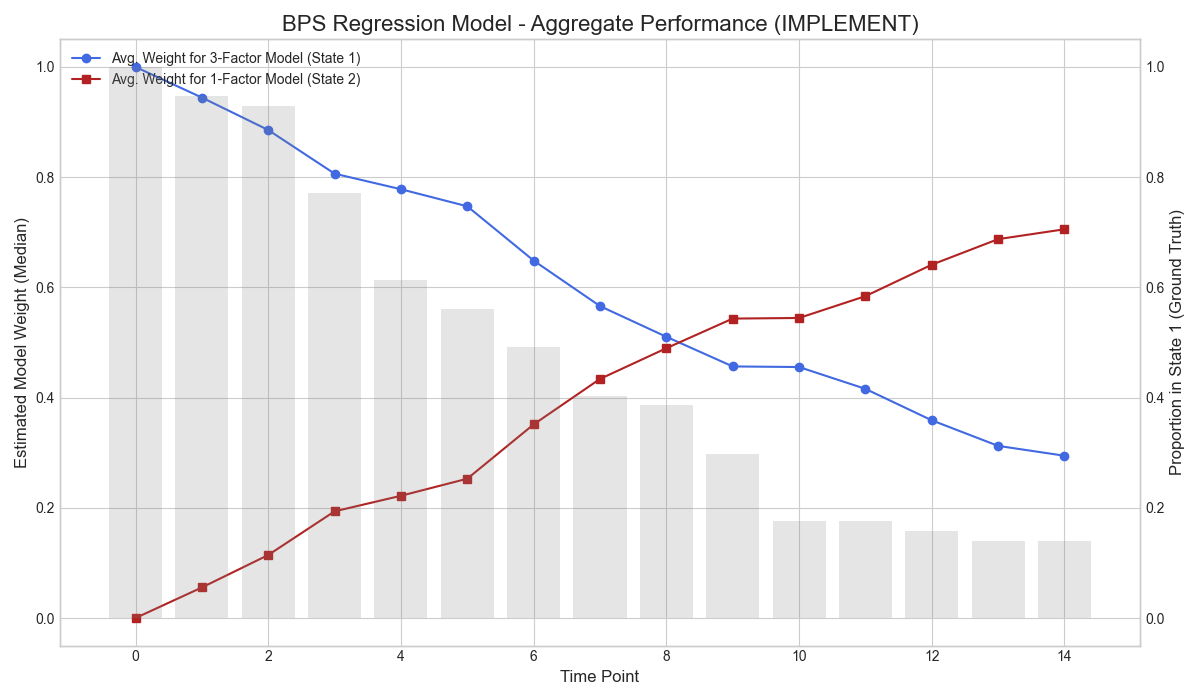 BPS Regression Model - Aggregate Performance (IMPLEMENT)
Avg. Weight for 3-Factor Model (State 1)
Avg. Weight for 1-Factor Model (State 2)
Estimated Model Weight (Median)
1.0
0.8
0.6
0.4
0.2
0.0
1.0
0.8
0.6
0.4
0.2
0.0
Proportion in State 1 (Ground Truth)
0 2 4 6 8 10 12 14
Time Point